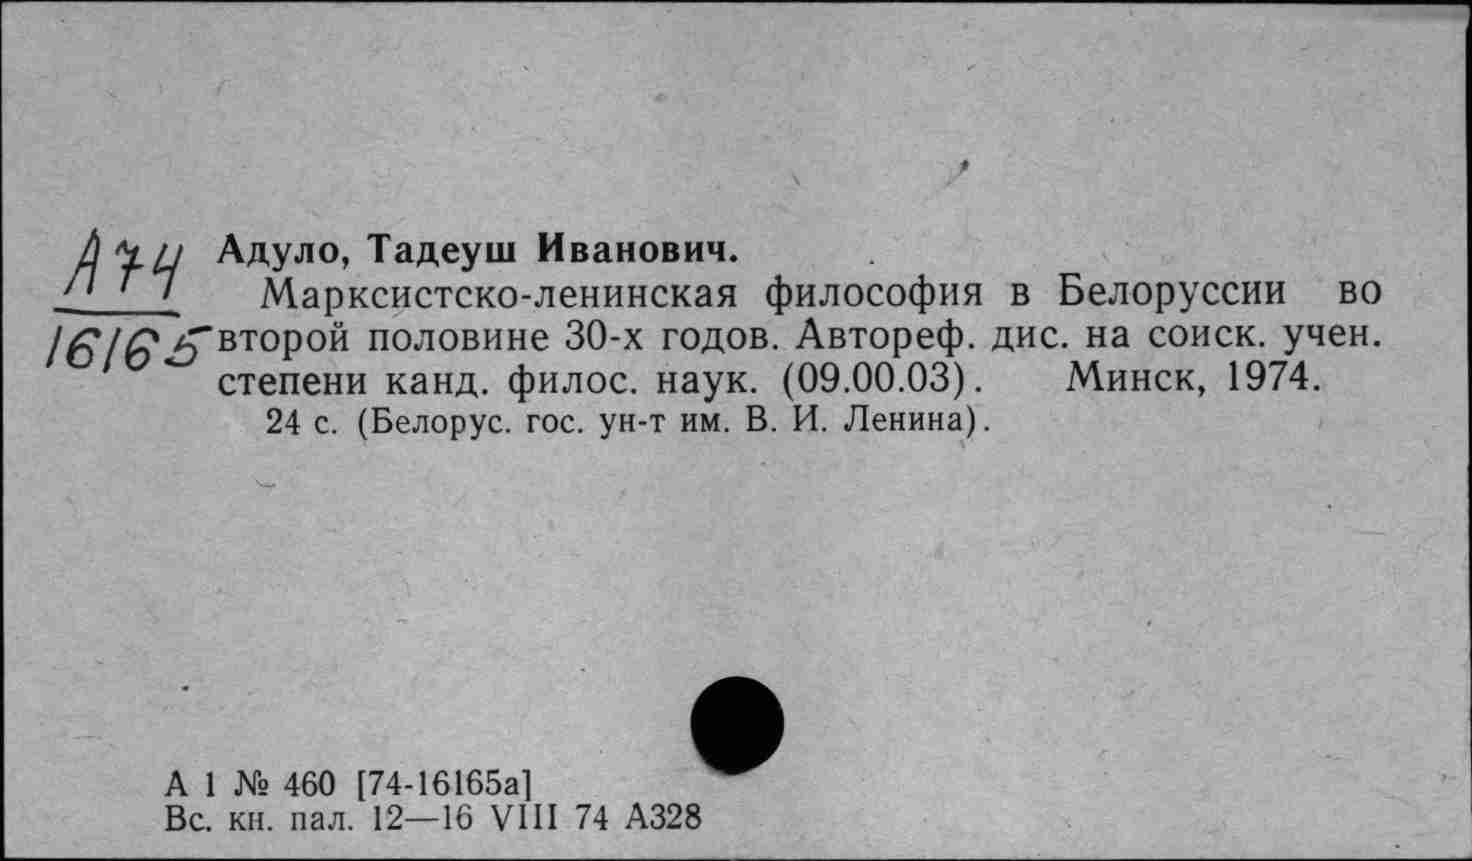 А74
16165
Адуло, Тадеуш Иванович.
Марксистско-ленинская философия в Белоруссии во
второй половине 30-х годов. Автореф. дис. на соиск. учен.
степени канд. филос. наук. (09.00.03). Минск, 1974.
24 с. (Белорус. гос. ун-т им. В. И. Ленина).
А 1 № 460 [74-16165а]
Вс. кн. пал. 12—16 VIII 74 А328